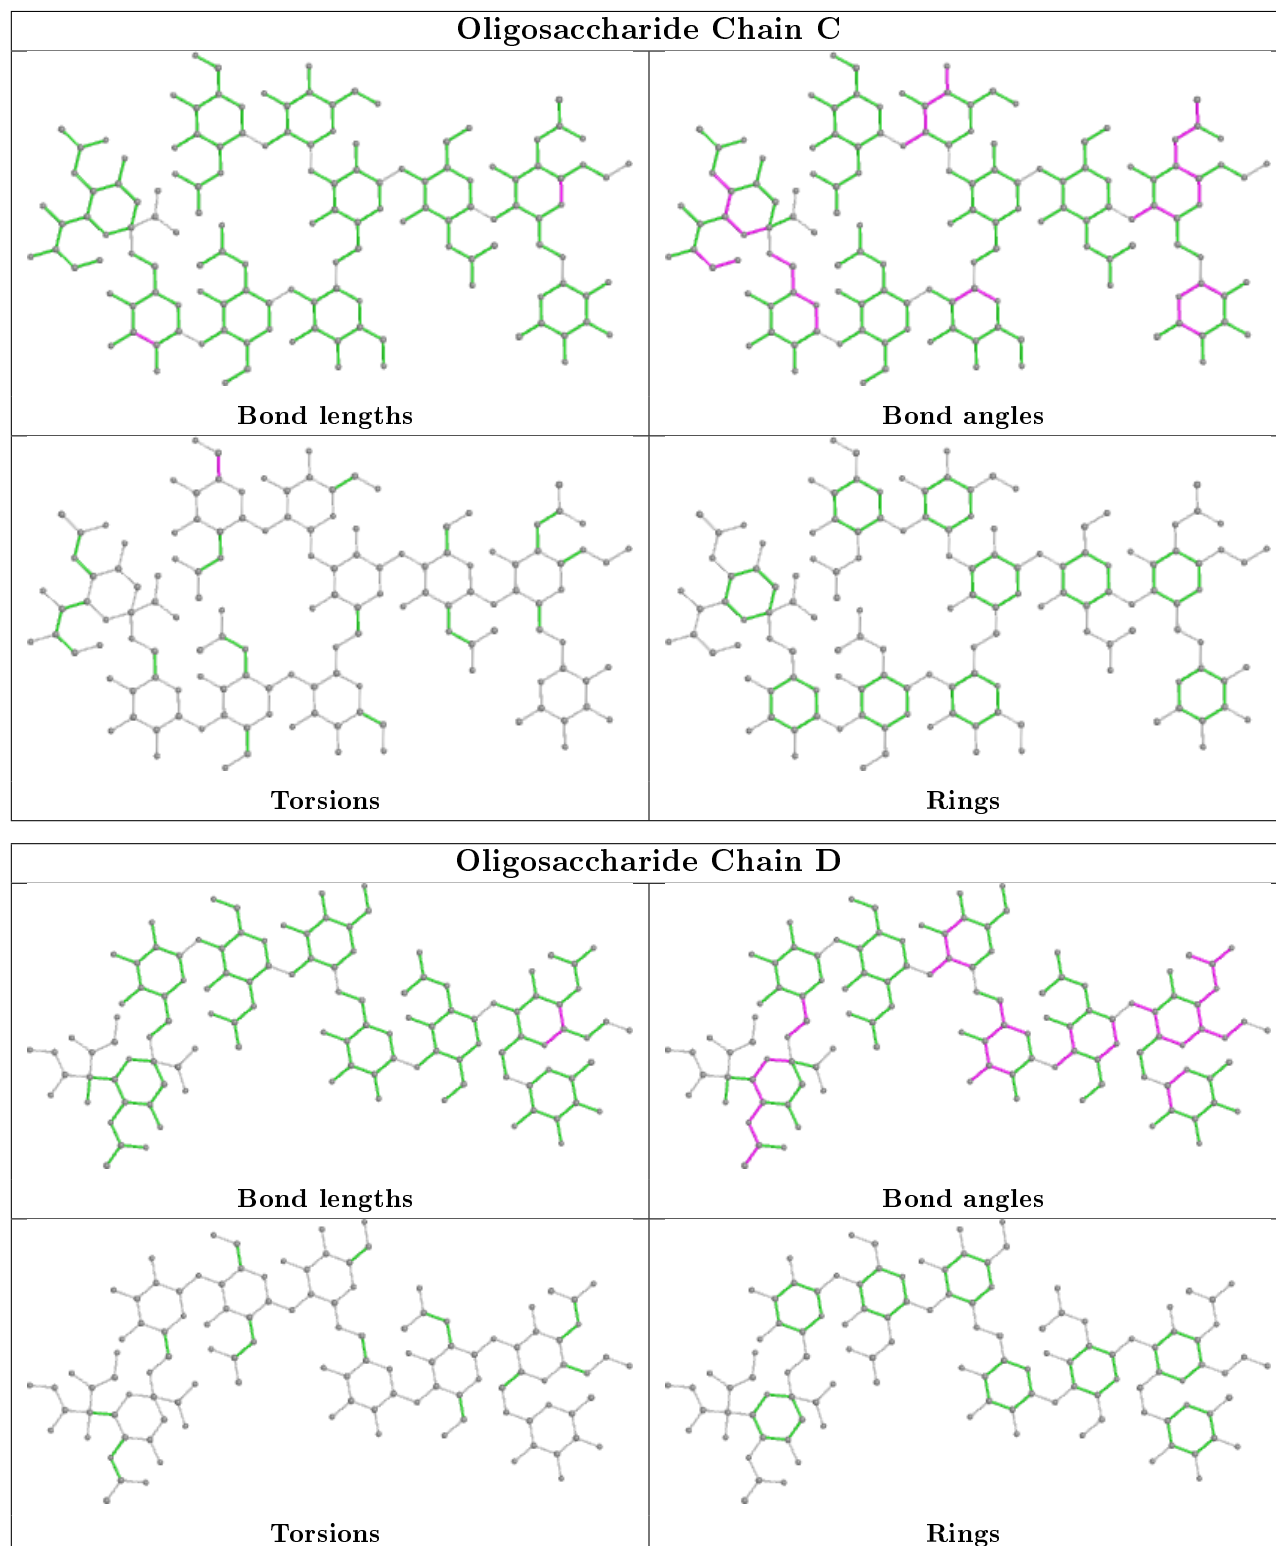 Oligosaccharide Chain C
Bond lengths
Bond angles
Torsions
Rings
Oligosaccharide Chain D
Bond lengths
Bond angles
Torsions
Rings